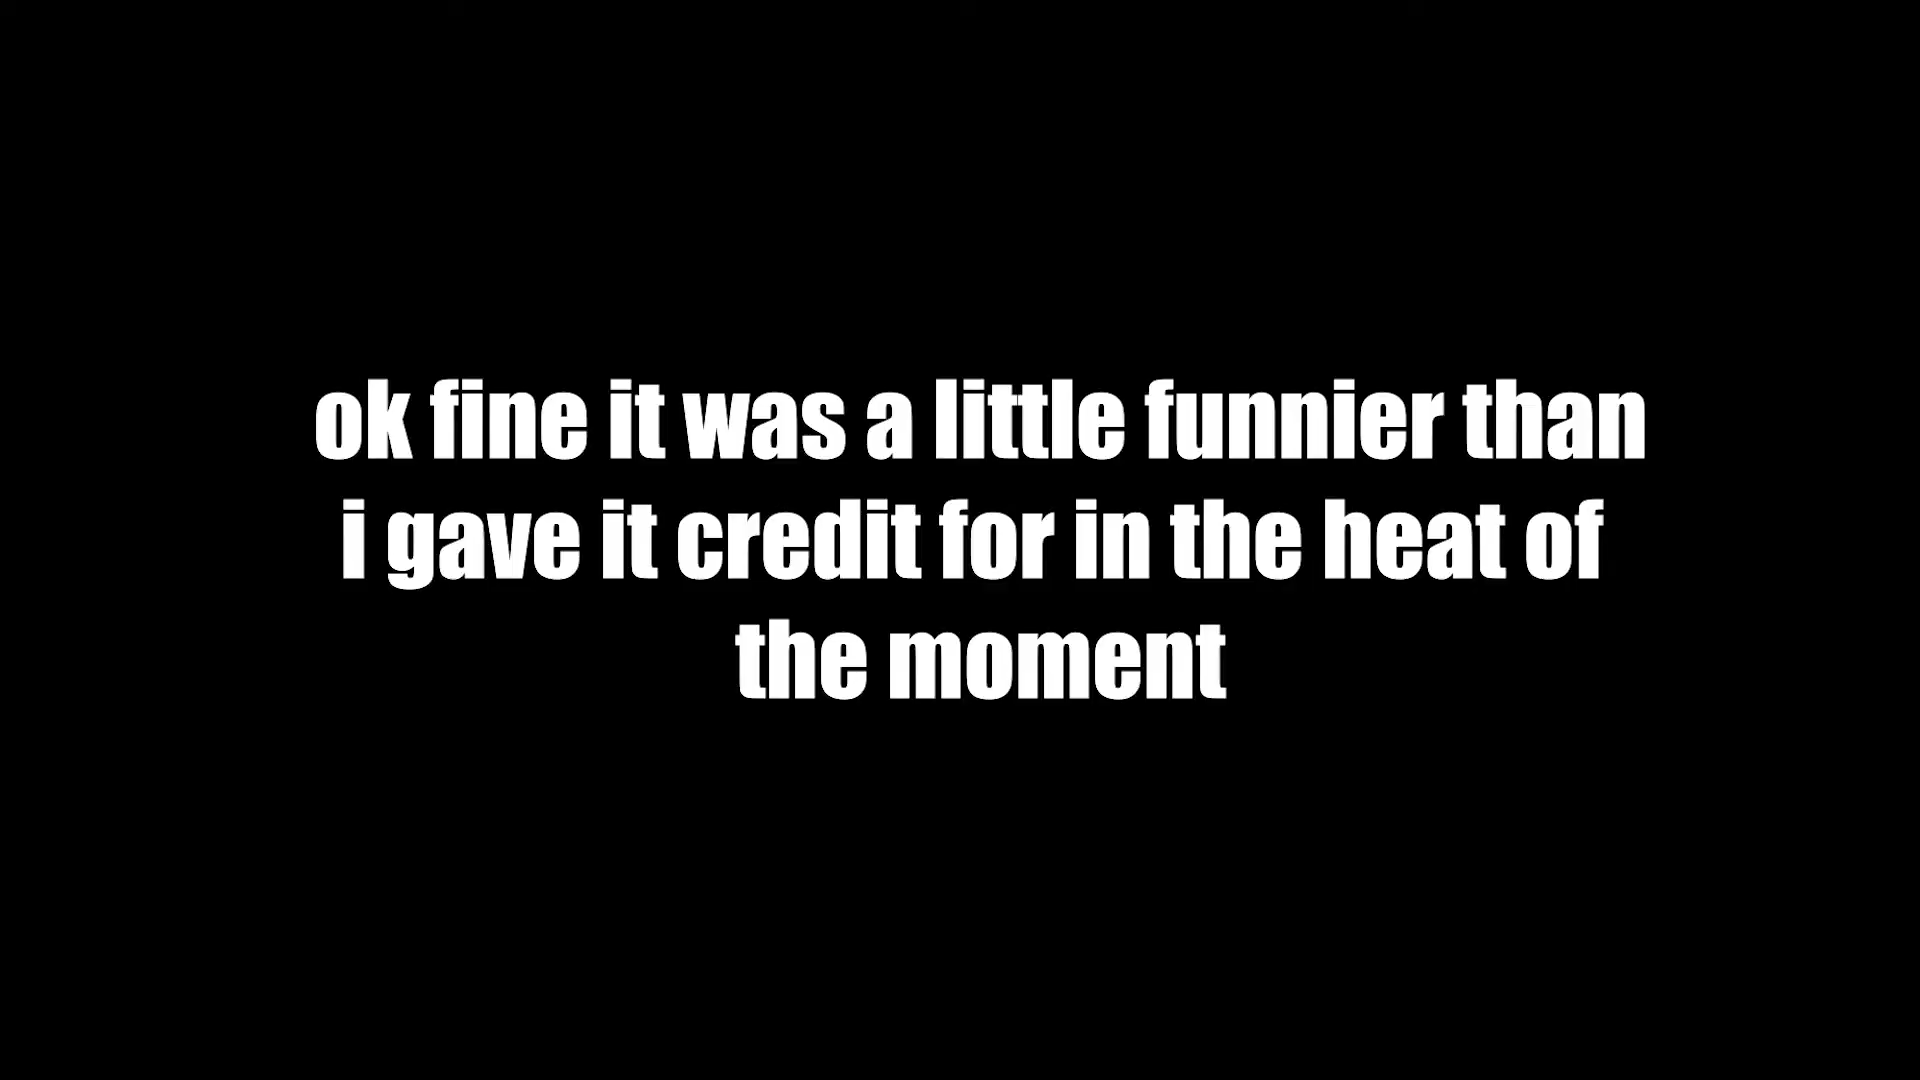 ok fine it was a little funnier than
i gave it credit for in the heat of
the moment